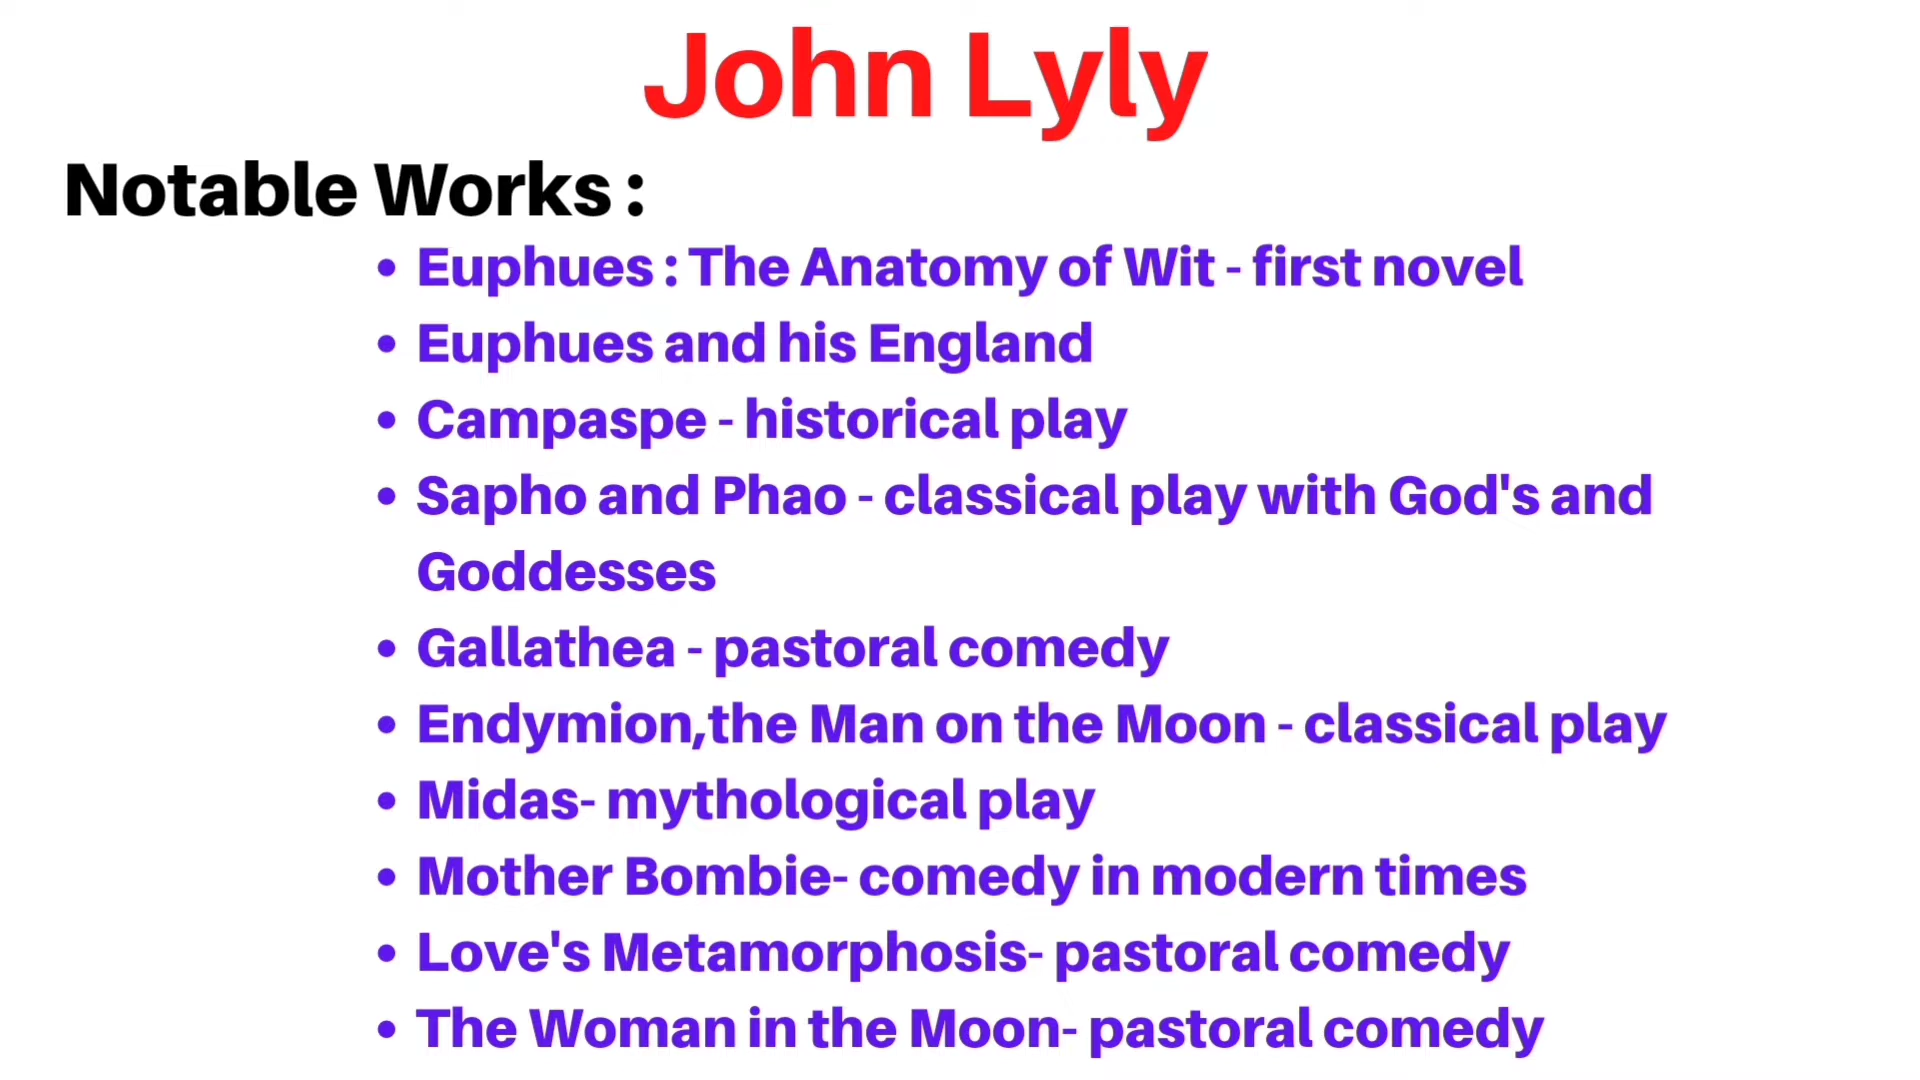 John Lyly
Notable Works :
• Euphues : The Anatomy of Wit - first novel
• Euphues and his England
• Campaspe - historical play
• Sapho and Phao - classical play with God's and
Goddesses
• Gallathea - pastoral comedy
• Endymion,the Man on the Moon - classical play
• Midas- mythological play
• Mother Bombie- comedy in modern times
• Love's Metamorphosis- pastoral comedy
• The Woman in the Moon- pastoral comedy